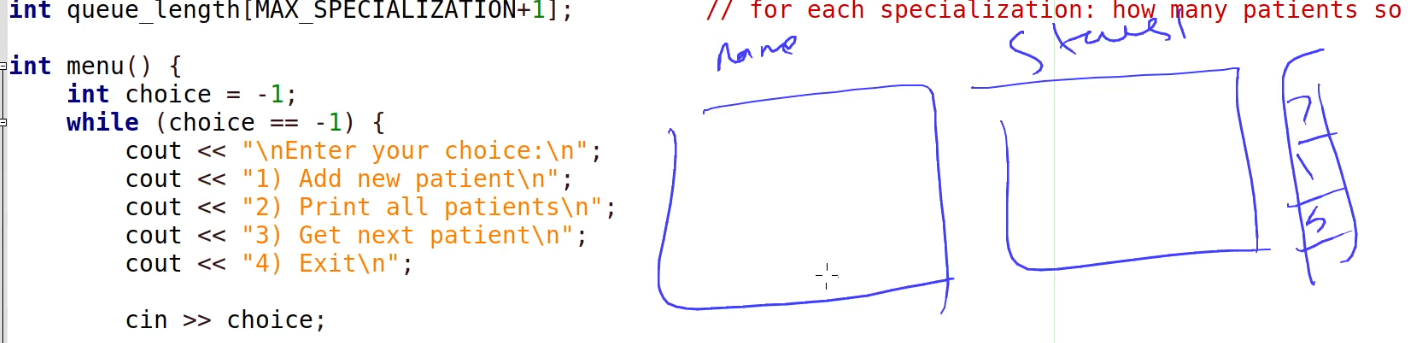 int queue_length[MAX_SPECIALIZATION+1]; // for each specialization: how many patients so
Name
int menu() {
int choice = -1;
while (choice == -1) {
cout << "\nEnter your choice:\n";
cout << "1) Add new patient\n";
cout << "2) Print all patients\n";
cout << "3) Get next patient\n";
cout << "4) Exit\n";
cin >> choice;
7
1
5